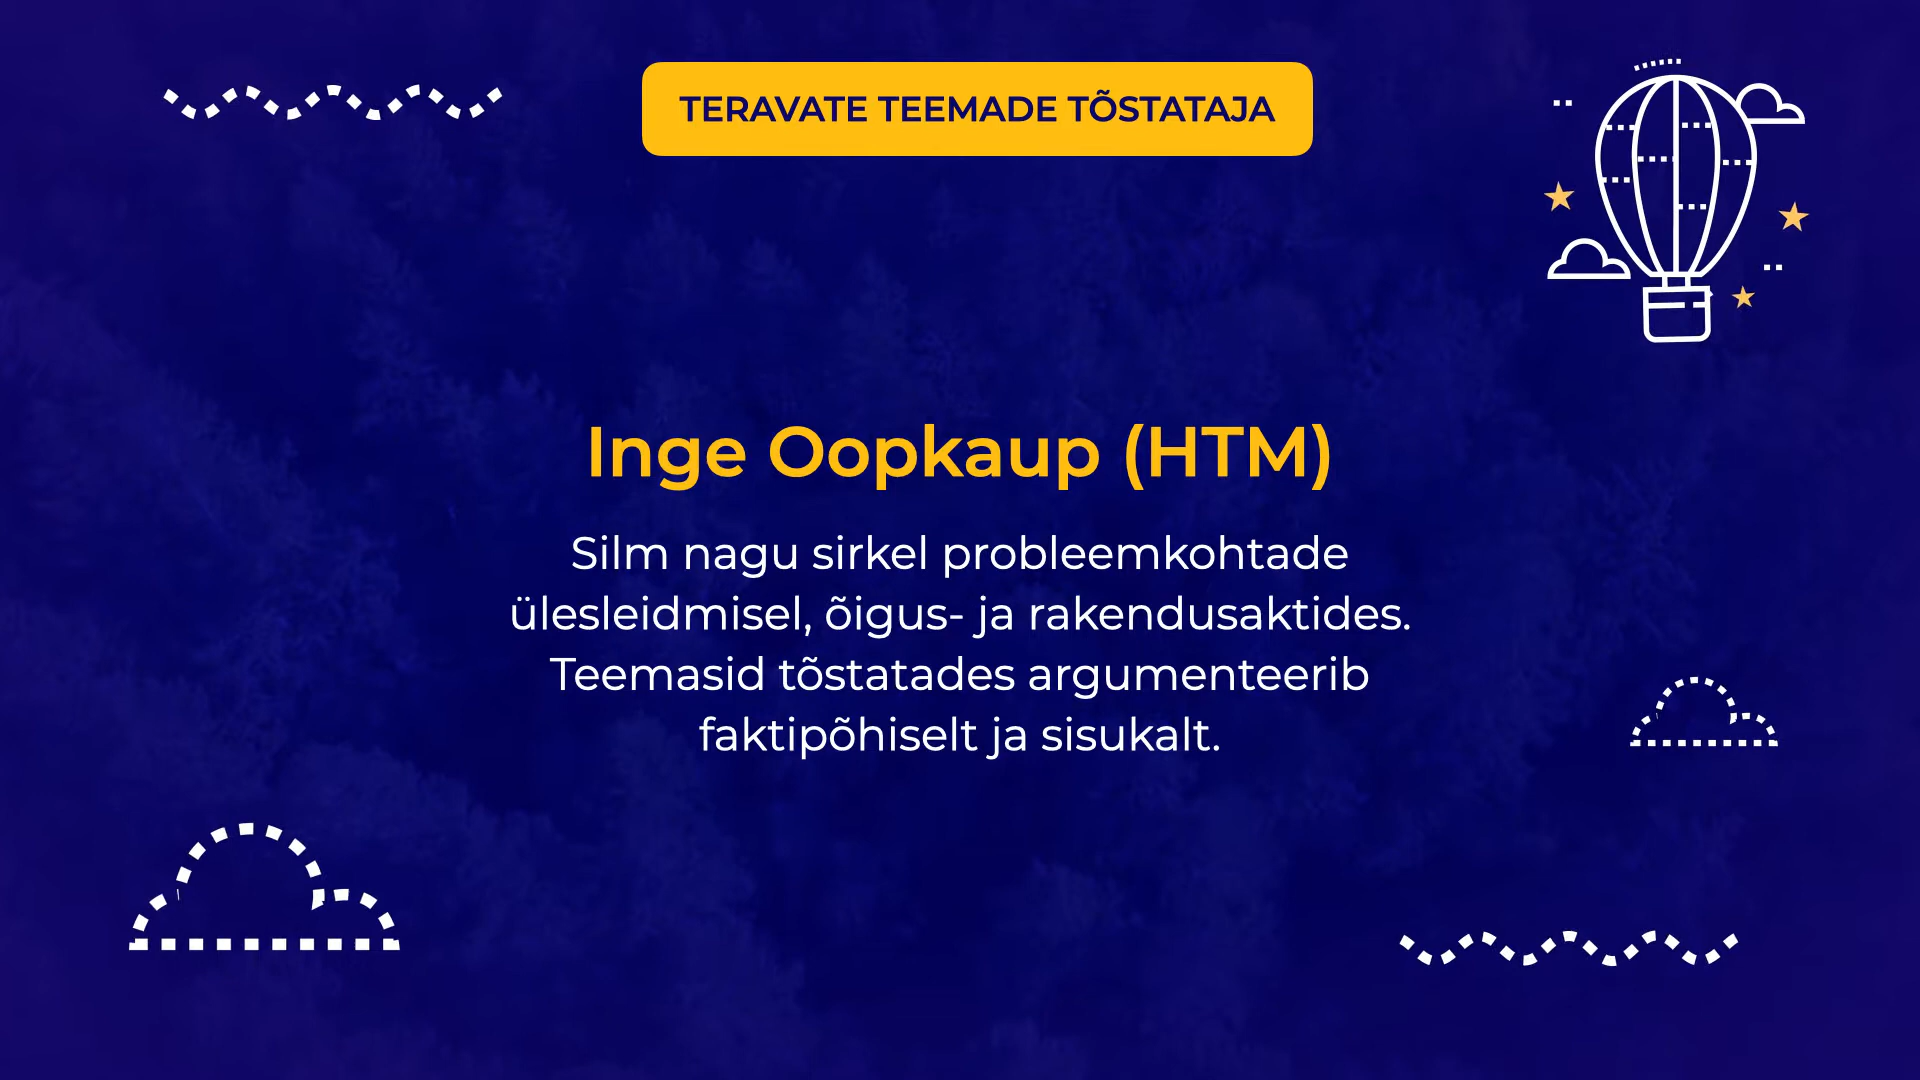 TERAVATE TEEMADE TÕSTATAJA
Inge Oopkaup (HTM)
Silm nagu sirkel probleemkohtade
ülesleidmisel, õigus- ja rakendusaktides.
Teemasid tõstatades argumenteerib
faktipõhiselt ja sisukalt.